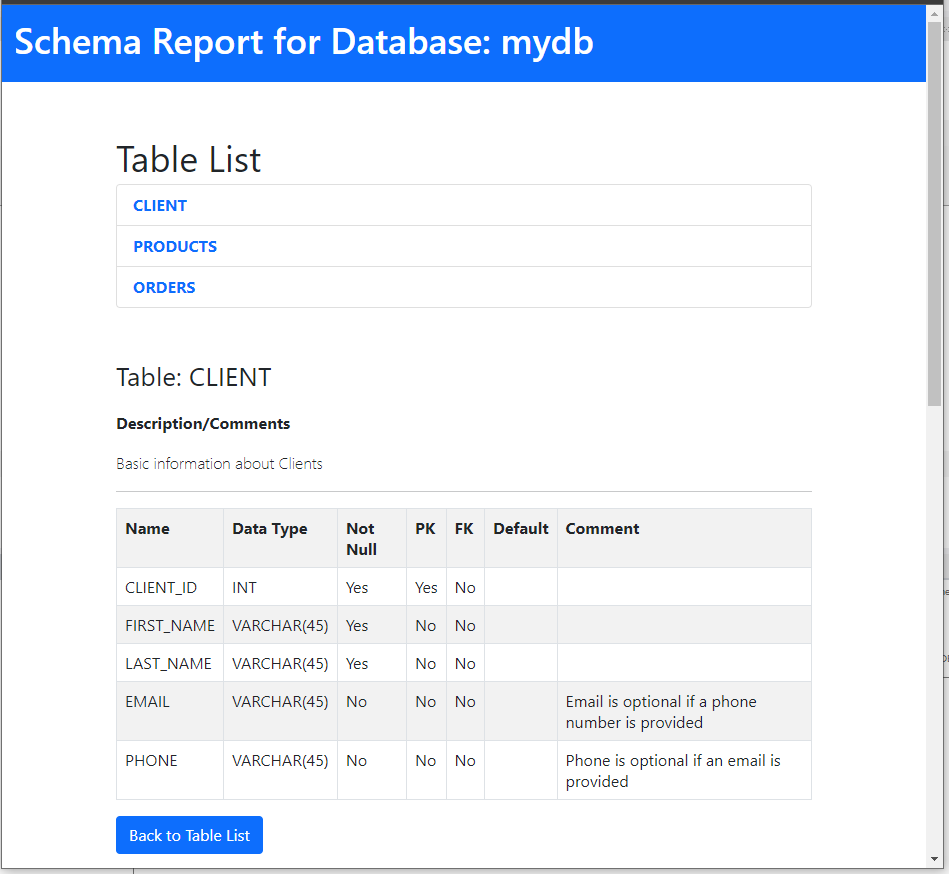 Schema Report for Database: mydb
Table List
CLIENT
PRODUCTS
ORDERS
Table: CLIENT
Description/Comments
Basic information about Clients
Name Data Type Not Null PK FK Default Comment
CLIENT_ID INT Yes Yes No
FIRST_NAME VARCHAR(45) Yes No No
LAST_NAME VARCHAR(45) Yes No No
EMAIL VARCHAR(45) No No No Email is optional if a phone
number is provided
PHONE VARCHAR(45) No No No Phone is optional if an email is
provided
Back to Table List